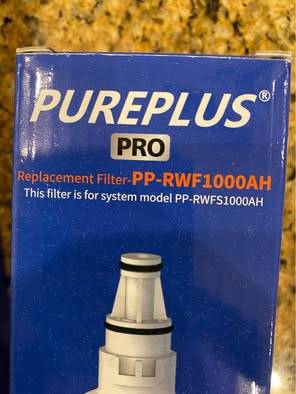 PUREPLUS®
PRO
Replacement Filter-PP-RWF1000AH
This filter is for system model PP-RWFS1000AH